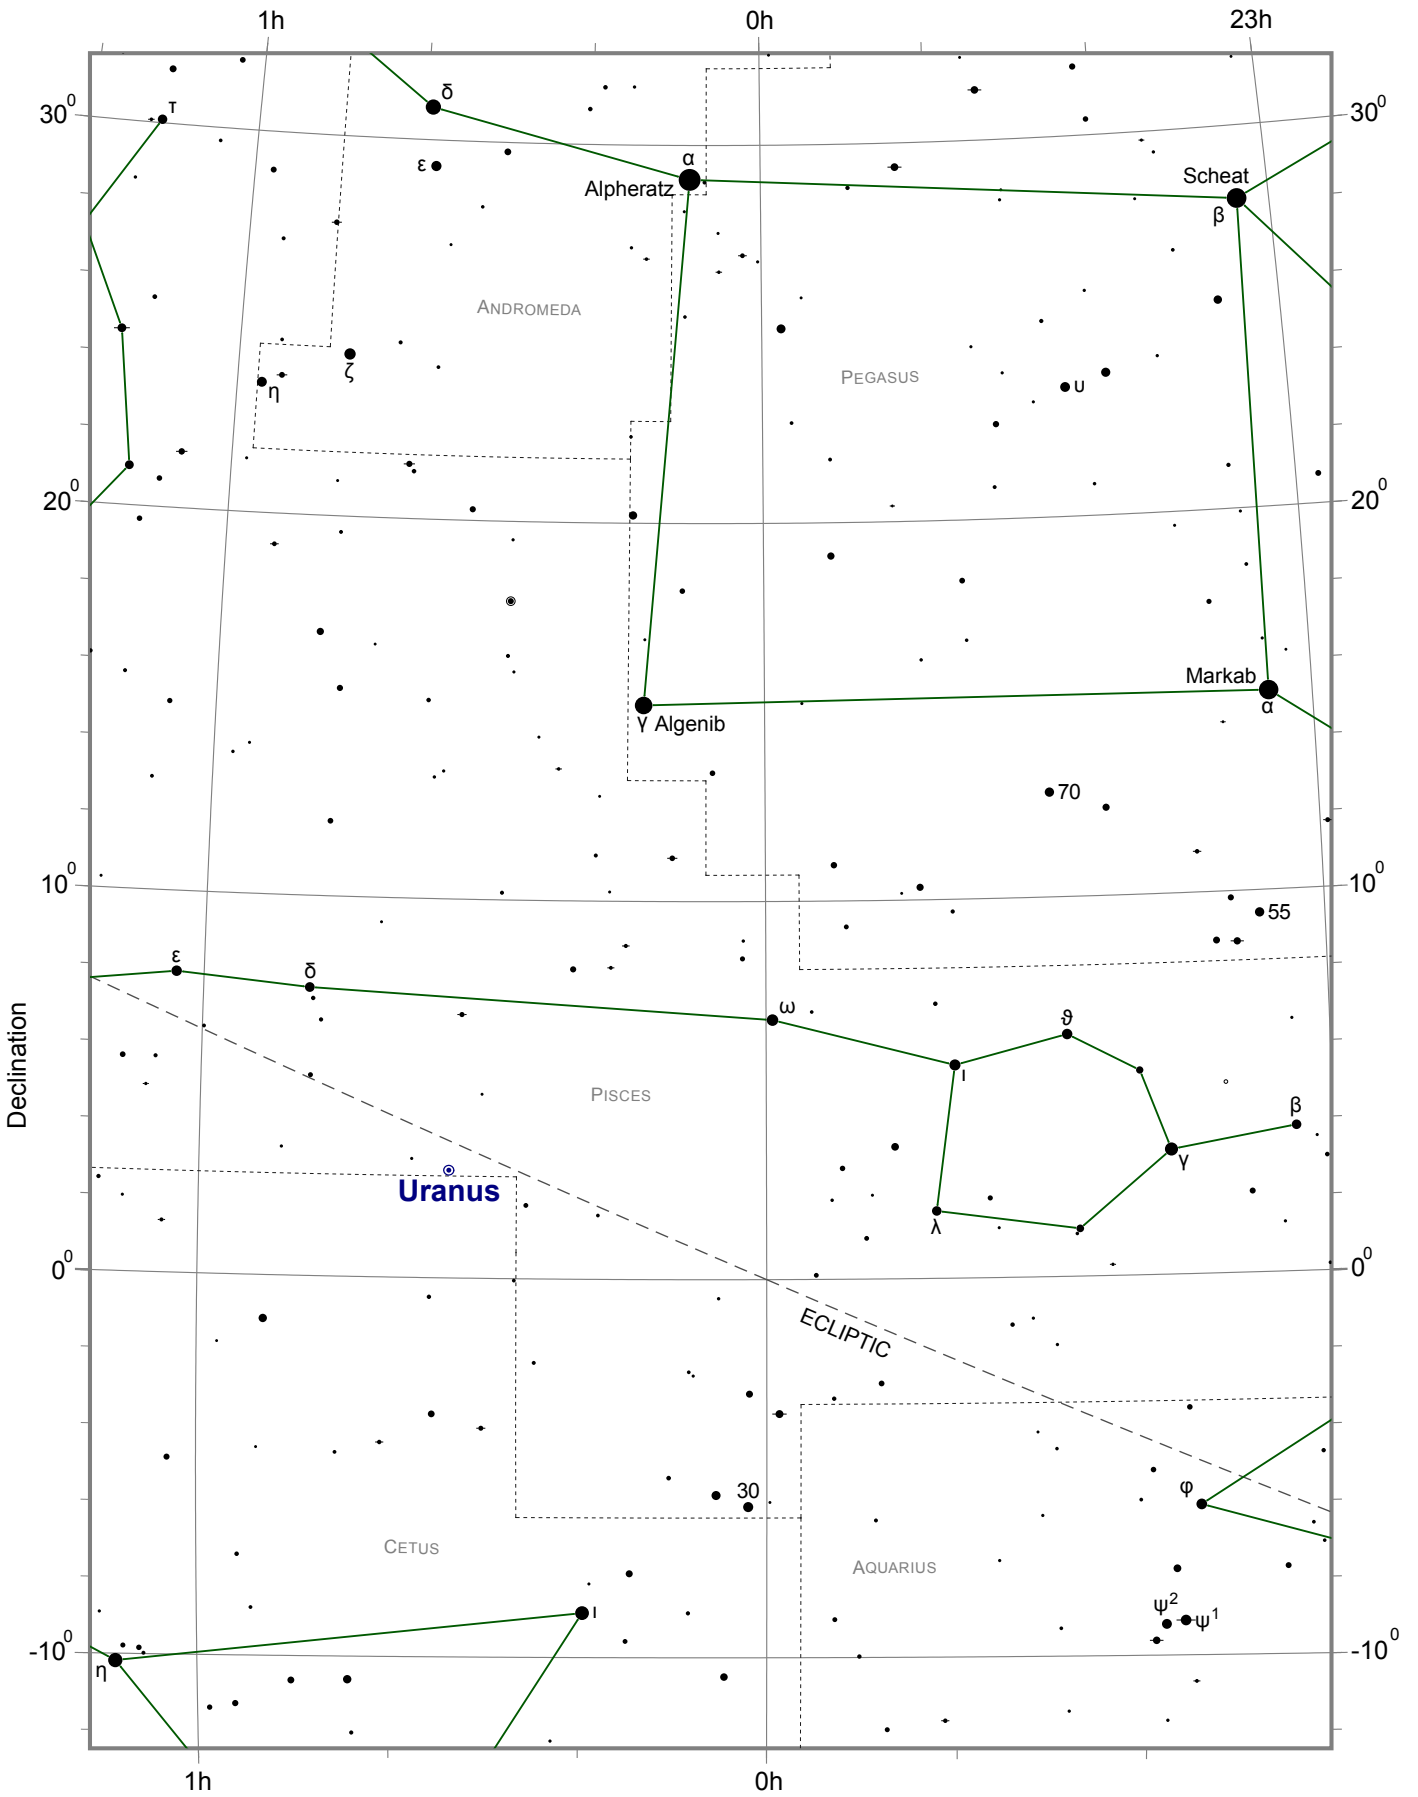 1h 0h 23h
30⁰ τ δ 30⁰
ε α
Alpheratz Scheat
β
ANDROMEDA
ζ PEGASUS υ
η
20⁰ 20⁰
Markab
γ Algenib α
70
10⁰ 10⁰
55
ε δ
ω ϑ
ι
Declination
PISCES β
γ
Uranus
λ
0⁰ 0⁰
ECLIPTIC
30 φ
CETUS AQUARIUS
ψ² ψ¹
ι
-10⁰ -10⁰
η
1h 0h